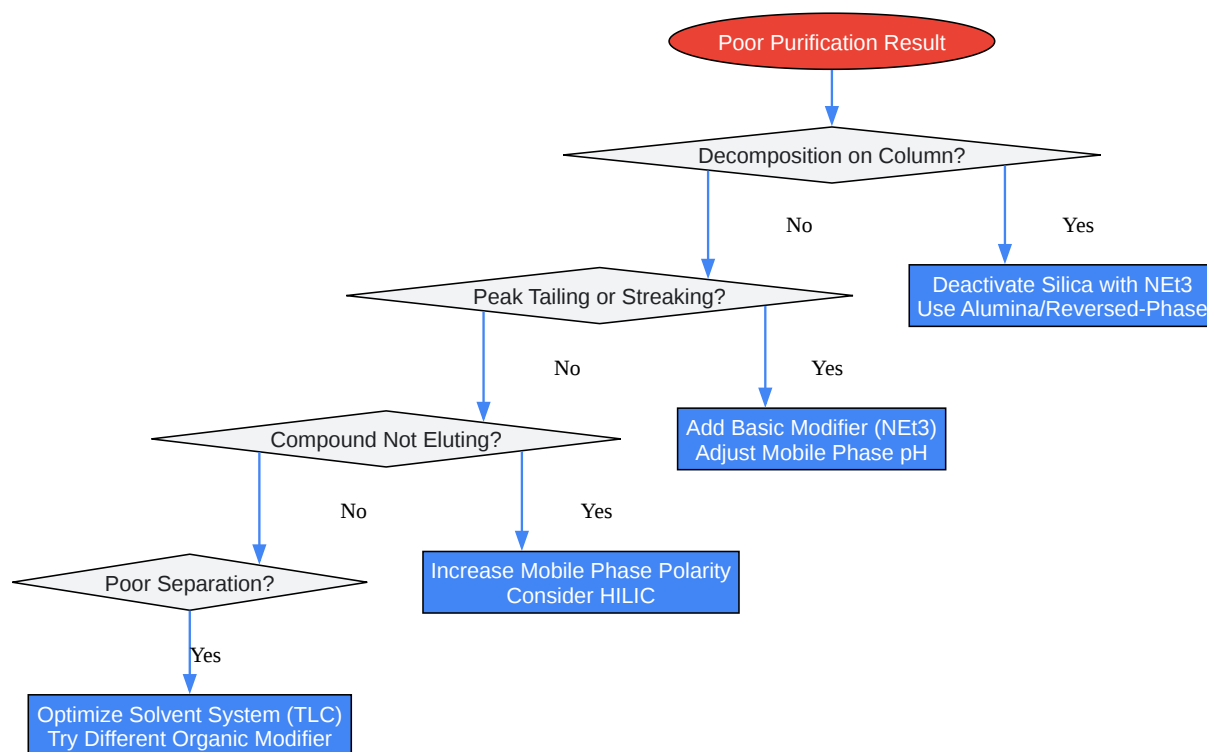 Poor Purification Result
Decomposition on Column?
No
Yes
Deactivate Silica with NEt3
Use Alumina/Reversed-Phase
Peak Tailing or Streaking?
No
Yes
Add Basic Modifier (NEt3)
Adjust Mobile Phase pH
Compound Not Eluting?
No
Yes
Increase Mobile Phase Polarity
Consider HILIC
Poor Separation?
Yes
Optimize Solvent System (TLC)
Try Different Organic Modifier